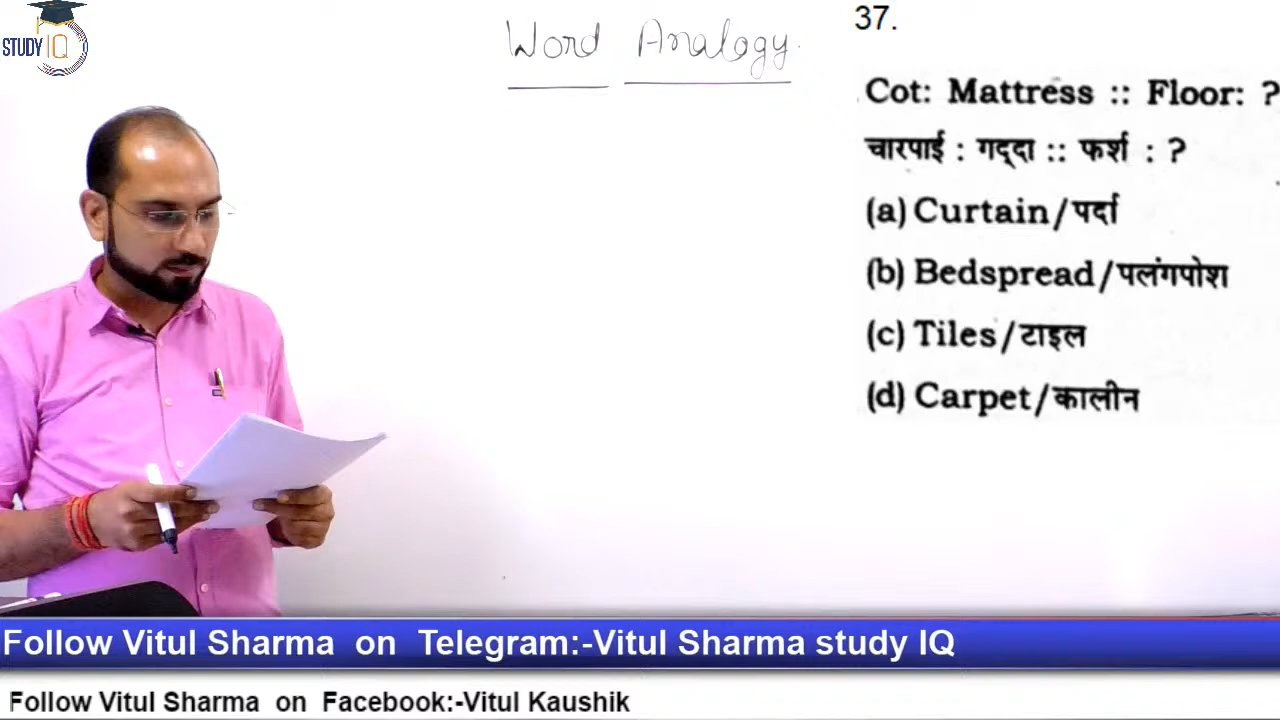 STUDY IQ
Word Analogy.
37.
Cot: Mattress :: Floor: ?
चारपाई : गद्दा :: फर्श : ?
(a) Curtain/पर्दा
(b) Bedspread/पलंगपोश
(c) Tiles/टाइल
(d) Carpet/कालीन
Follow Vitul Sharma on Telegram:-Vitul Sharma study IQ
Follow Vitul Sharma on Facebook:-Vitul Kaushik